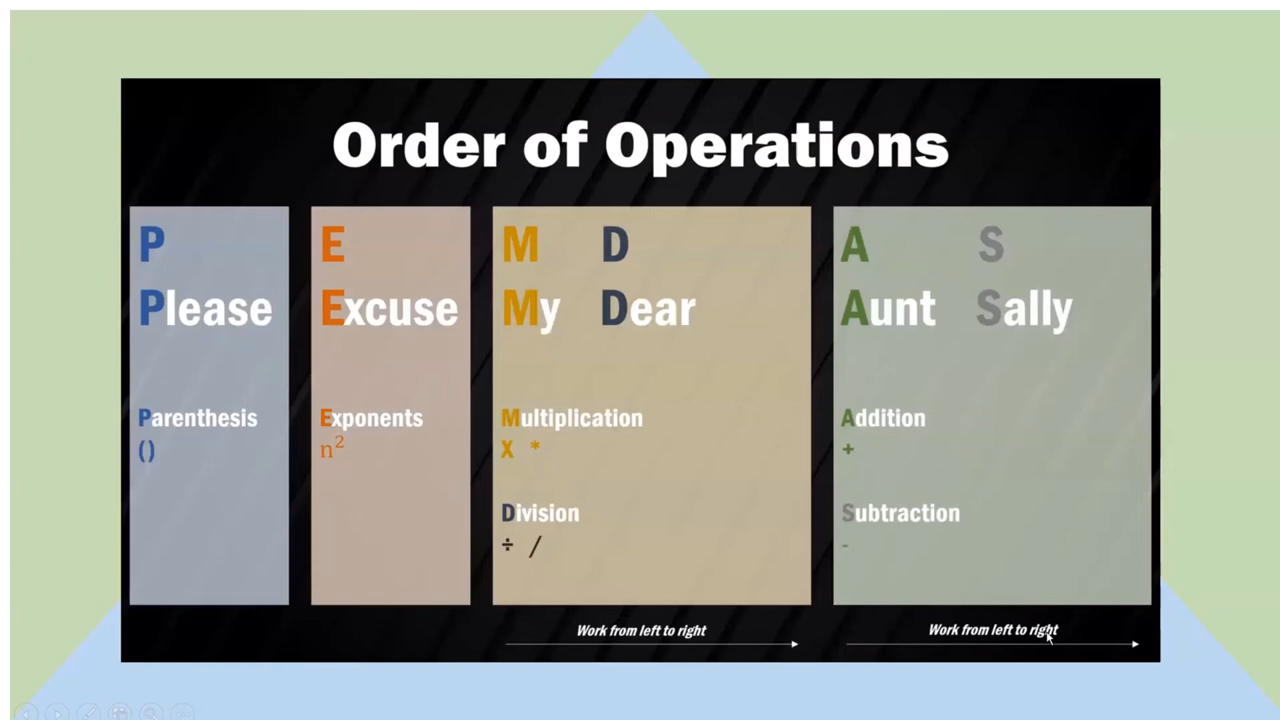 Order of Operations
P
Please
Parenthesis
()
E
Excuse
Exponents
n²
M D
My Dear
Multiplication
X *
Division
÷ /
Work from left to right
A S
Aunt Sally
Addition
+
Subtraction
-
Work from left to right